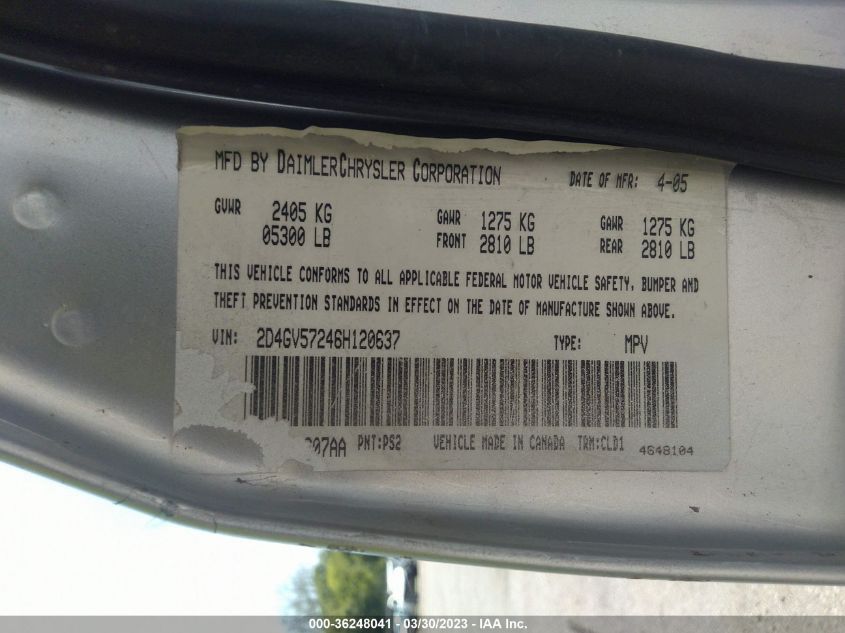 MFD BY DAIMLERCHRYSLER CORPORATION DATE OF MFR: 4-05
GVWR 2405 KG GAWR 1275 KG GAWR 1275 KG
05300 LB FRONT 2810 LB REAR 2810 LB
THIS VEHICLE CONFORMS TO ALL APPLICABLE FEDERAL MOTOR VEHICLE SAFETY, BUMPER AND
THEFT PREVENTION STANDARDS IN EFFECT ON THE DATE OF MANUFACTURE SHOWN ABOVE.
VIN: 2D4GV57246H120637 TYPE: MPV
07AA PNT:PS2 VEHICLE MADE IN CANADA TRM:CLD1 4648104
000-36248041 - 03/30/2023 - IAA Inc.